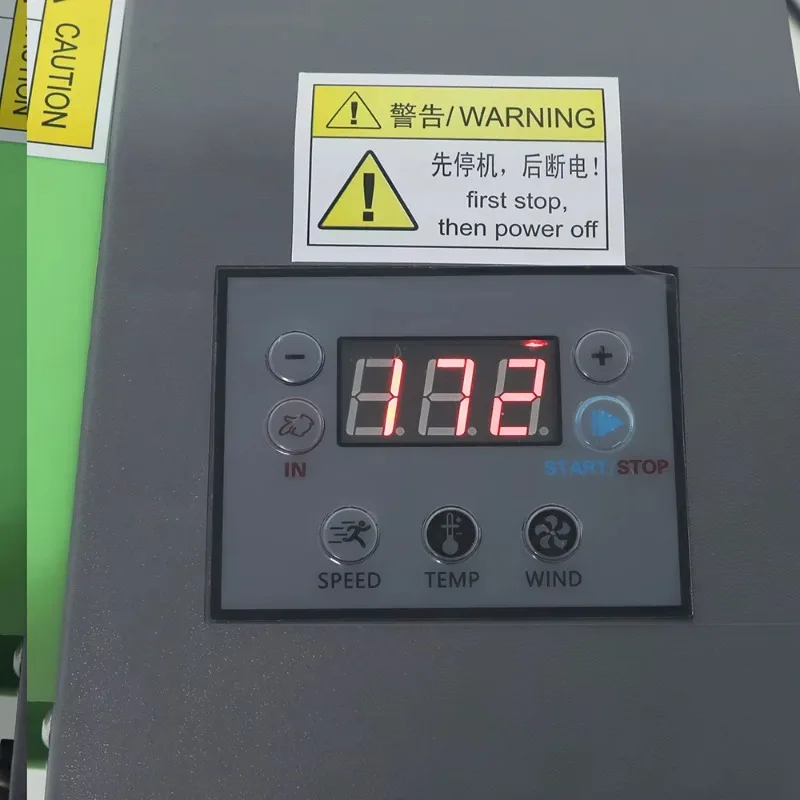 CAUTION
警告/WARNING
先停机，后断电！
first stop,
then power off
172
IN
START/STOP
SPEED
TEMP
WIND